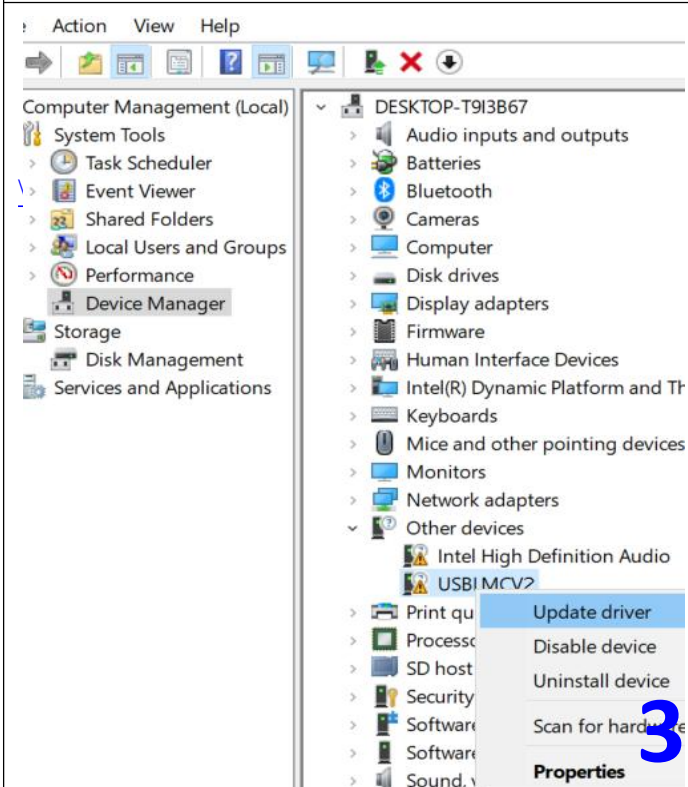 Action View Help
Computer Management (Local)
System Tools
Task Scheduler
Event Viewer
Shared Folders
Local Users and Groups
Performance
Device Manager
Storage
Disk Management
Services and Applications
DESKTOP-T9I3B67
Audio inputs and outputs
Batteries
Bluetooth
Cameras
Computer
Disk drives
Display adapters
Firmware
Human Interface Devices
Intel(R) Dynamic Platform and Th
Keyboards
Mice and other pointing devices
Monitors
Network adapters
Other devices
Intel High Definition Audio
USBLMCV2
Print qu
Process
SD host
Security
Software
Software
Sound,
Update driver
Disable device
Uninstall device
Scan for hardware
Properties
3